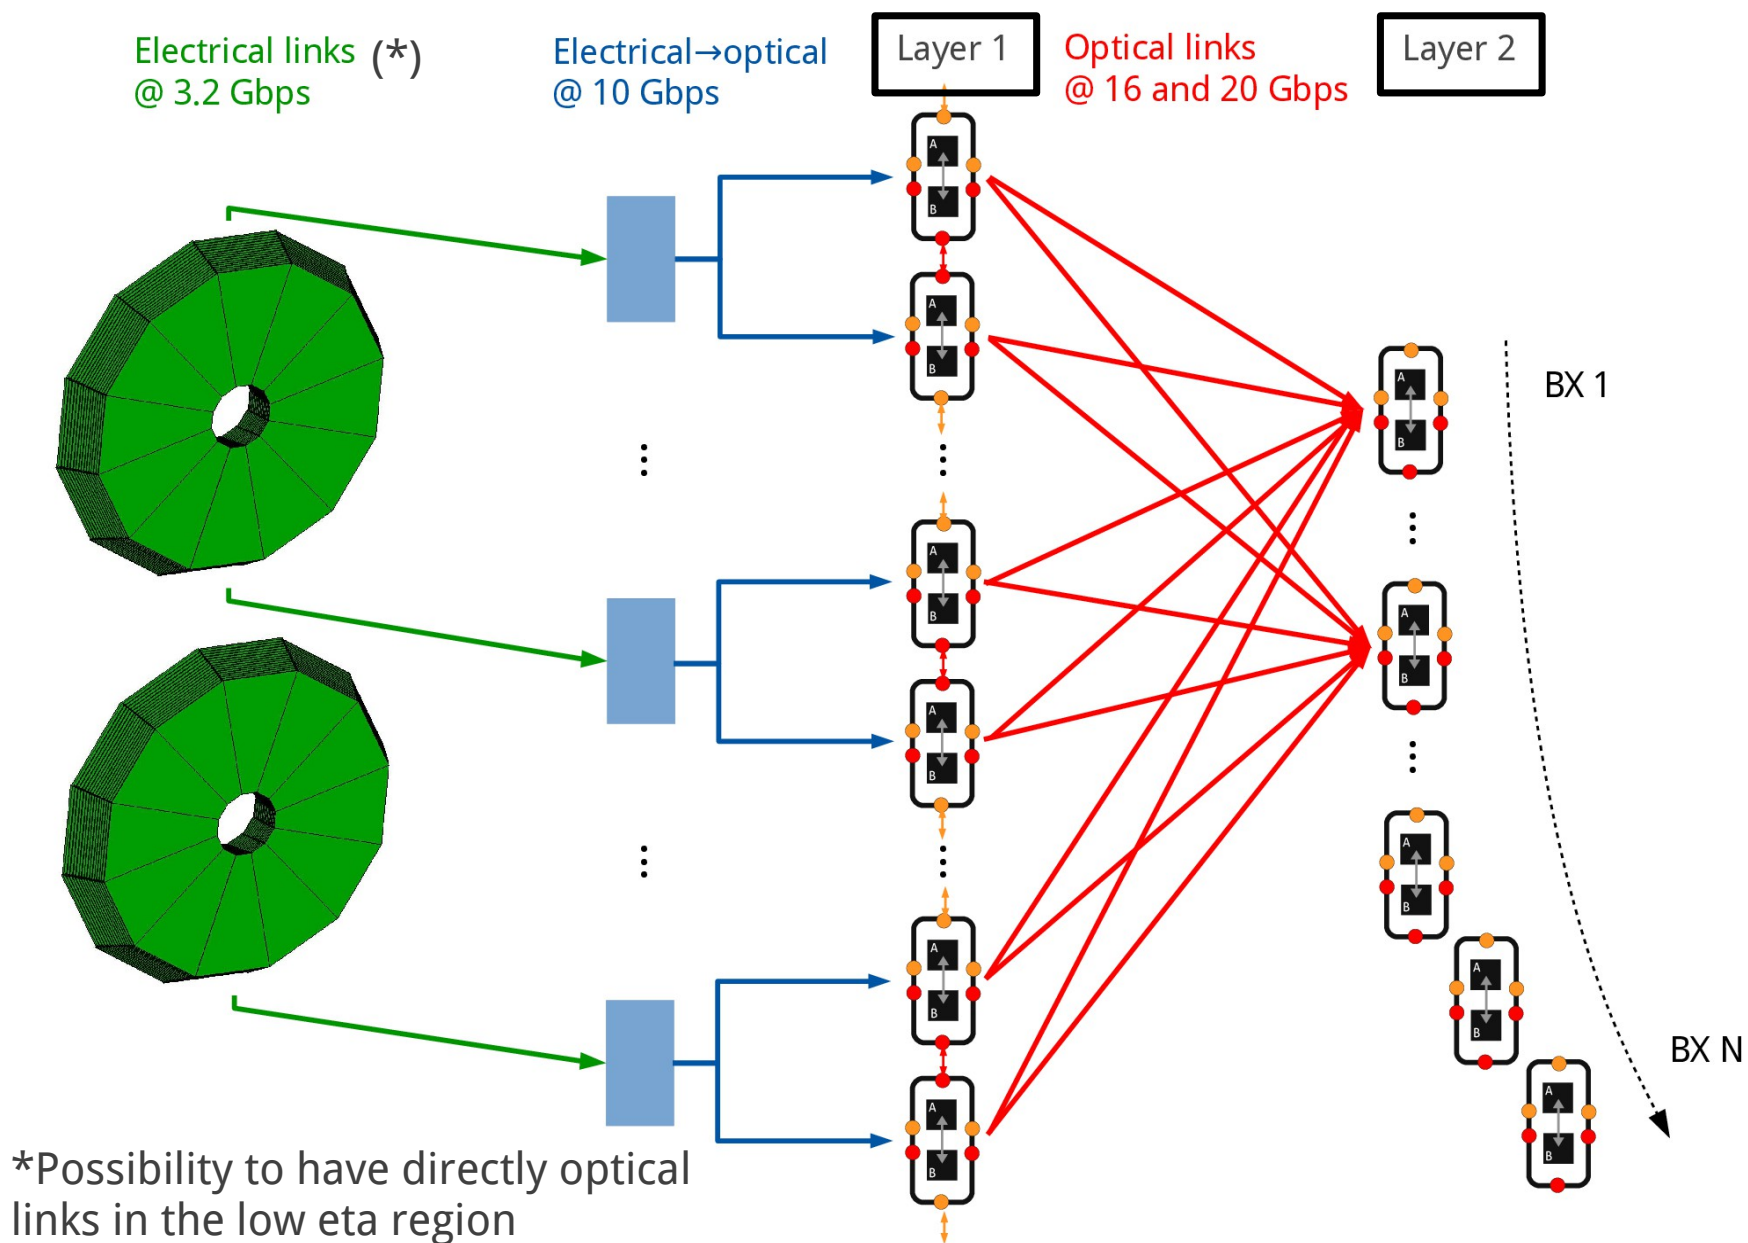 Electrical links (*)
@ 3.2 Gbps
Electrical→optical
@ 10 Gbps
Layer 1
Optical links
@ 16 and 20 Gbps
Layer 2
A
B
A
B
A
B
A
B
A
B
A
B
A
B
A
B
A
B
A
B
A
B
BX 1
BX N
*Possibility to have directly optical
links in the low eta region